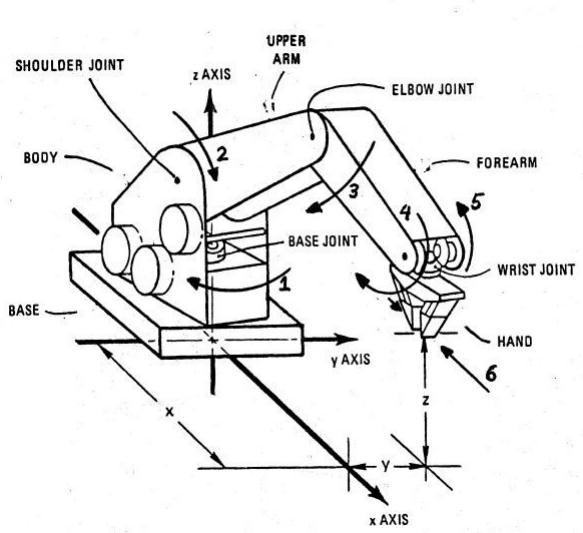 UPPER
ARM
SHOULDER JOINT
z AXIS
ELBOW JOINT
BODY
2
FOREARM
3
4
5
BASE JOINT
WRIST JOINT
1
BASE
HAND
y AXIS
6
x
z
y
x AXIS